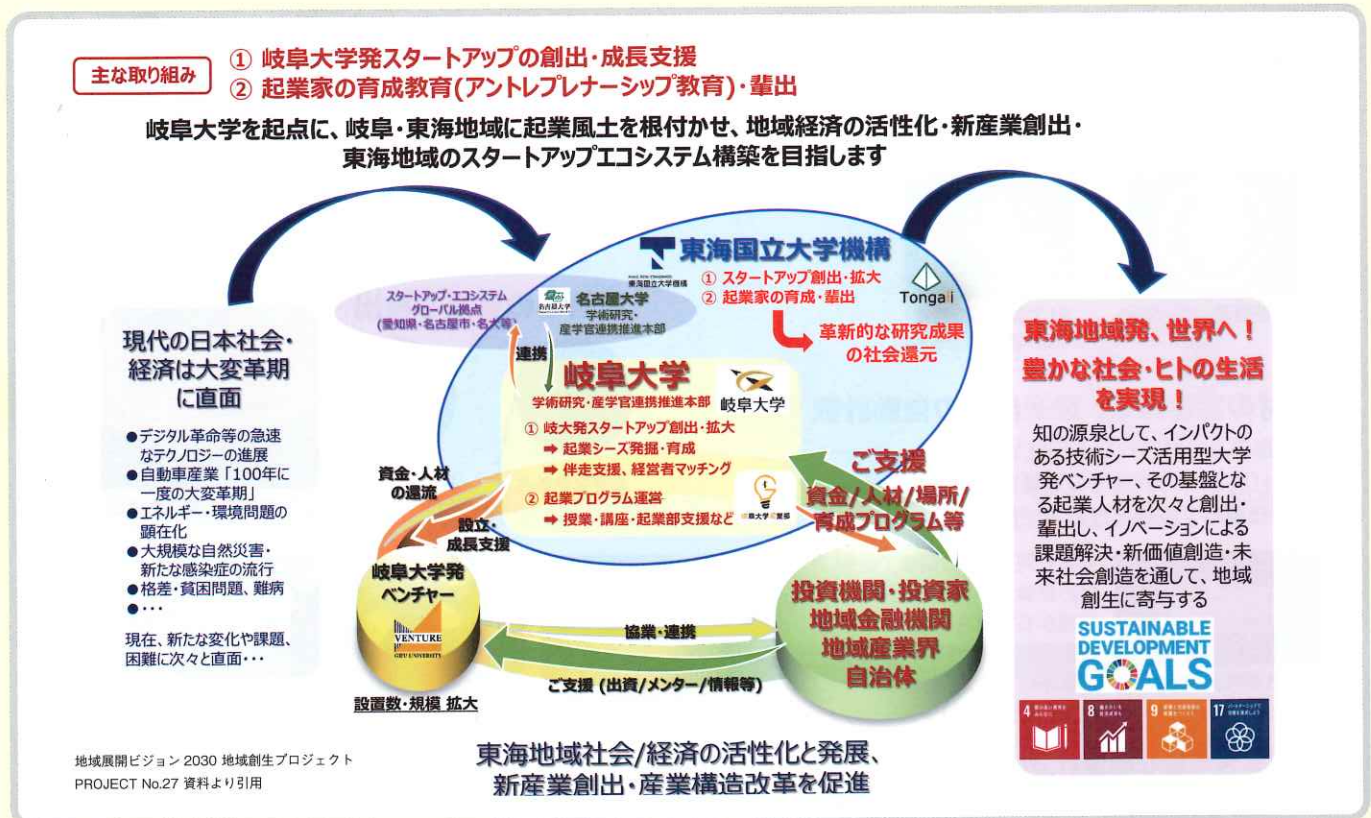 主な取り組み
① 岐阜大学発スタートアップの創出・成長支援
② 起業家の育成教育(アントレプレナーシップ教育)・輩出
岐阜大学を起点に、岐阜・東海地域に起業風土を根付かせ、地域経済の活性化・新産業創出・
東海地域のスタートアップエコシステム構築を目指します
現代の日本社会・
経済は大変革期
に直面
●デジタル革命等の急速
なテクノロジーの進展
●自動車産業「100年に
一度の大変革期」
●エネルギー・環境問題の
顕在化
●大規模な自然災害・
新たな感染症の流行
●格差・貧困問題、難病
●・・・
現在、新たな変化や課題、
困難に次々と直面・・・
東海国立大学機構
東海国立大学機構
① スタートアップ創出・拡大
② 起業家の育成・輩出
革新的な研究成果
の社会還元
Tongali
スタートアップ・エコシステム
グローバル拠点
(愛知県・名古屋市・名大等)
名古屋大学
名古屋大学
学術研究・
産学官連携推進本部
連携
岐阜大学
学術研究・産学官連携推進本部
岐阜大学
① 岐大発スタートアップ創出・拡大
➡ 起業シーズ発掘・育成
➡ 伴走支援、経営者マッチング
② 起業プログラム運営
➡ 授業・講座・起業部支援など
岐阜大学起業部
資金・人材
の還流
設立・
成長支援
ご支援
資金/人材/場所/
育成プログラム等
岐阜大学発
ベンチャー
VENTURE
GIFU UNIVERSITY
設置数・規模 拡大
協業・連携
ご支援 (出資/メンター/情報等)
投資機関・投資家
地域金融機関
地域産業界
自治体
東海地域発、世界へ！
豊かな社会・ヒトの生活
を実現！
知の源泉として、インパクトの
ある技術シーズ活用型大学
発ベンチャー、その基盤とな
る起業人材を次々と創出・
輩出し、イノベーションによる
課題解決・新価値創造・未
来社会創造を通して、地域
創生に寄与する
SUSTAINABLE
DEVELOPMENT
GOALS
4
8
9
17
東海地域社会/経済の活性化と発展、
新産業創出・産業構造改革を促進
地域展開ビジョン 2030 地域創生プロジェクト
PROJECT No.27 資料より引用